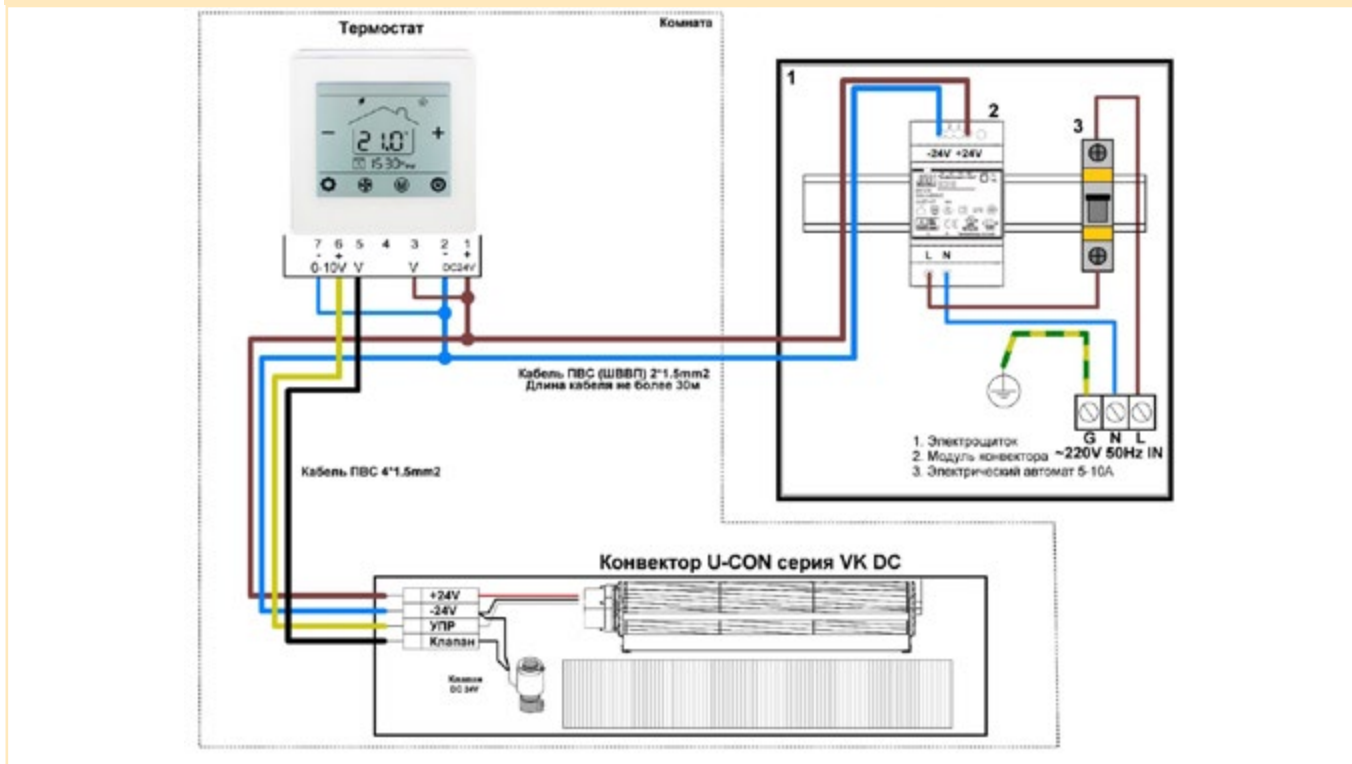 Термостат
Комната
21.0
15:30
7 6 5 4 3 2 1
- + - +
0-10V V V DC24V
1
2
3
-24V +24V
L N
Кабель ПВС (ШВВП) 2*1.5mm2
Длина кабеля не более 30м
G N L
~220V 50Hz IN
1. Электрощиток
2. Модуль конвектора
3. Электрический автомат 5-10А
Кабель ПВС 4*1.5mm2
Конвектор U-CON серия VK DC
+24V
-24V
УПР
Клапан
Клапан
DC 24V